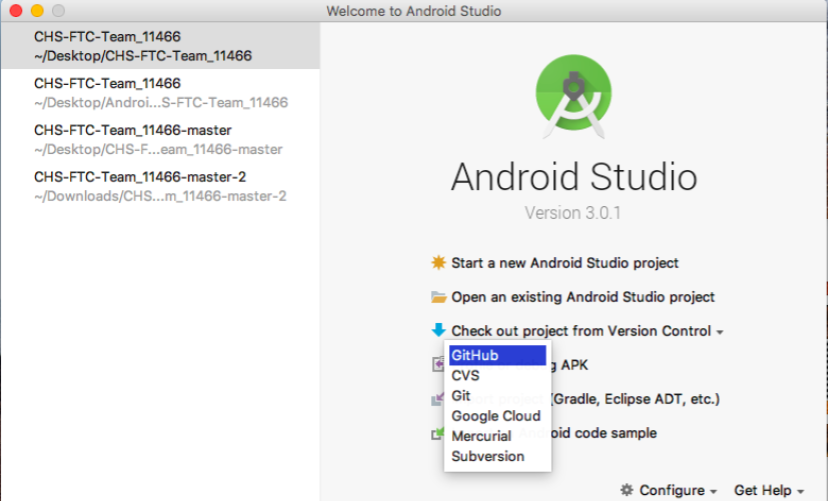 Welcome to Android Studio
CHS-FTC-Team_11466
~/Desktop/CHS-FTC-Team_11466
CHS-FTC-Team_11466
~/Desktop/Androi...S-FTC-Team_11466
CHS-FTC-Team_11466-master
~/Desktop/CHS-F...eam_11466-master
CHS-FTC-Team_11466-master-2
~/Downloads/CHS...m_11466-master-2
Android Studio
Version 3.0.1
Start a new Android Studio project
Open an existing Android Studio project
Check out project from Version Control
GitHub
APK
CVS
Git
(Gradle, Eclipse ADT, etc.)
Google Cloud
Mercurial
code sample
Subversion
Configure
Get Help